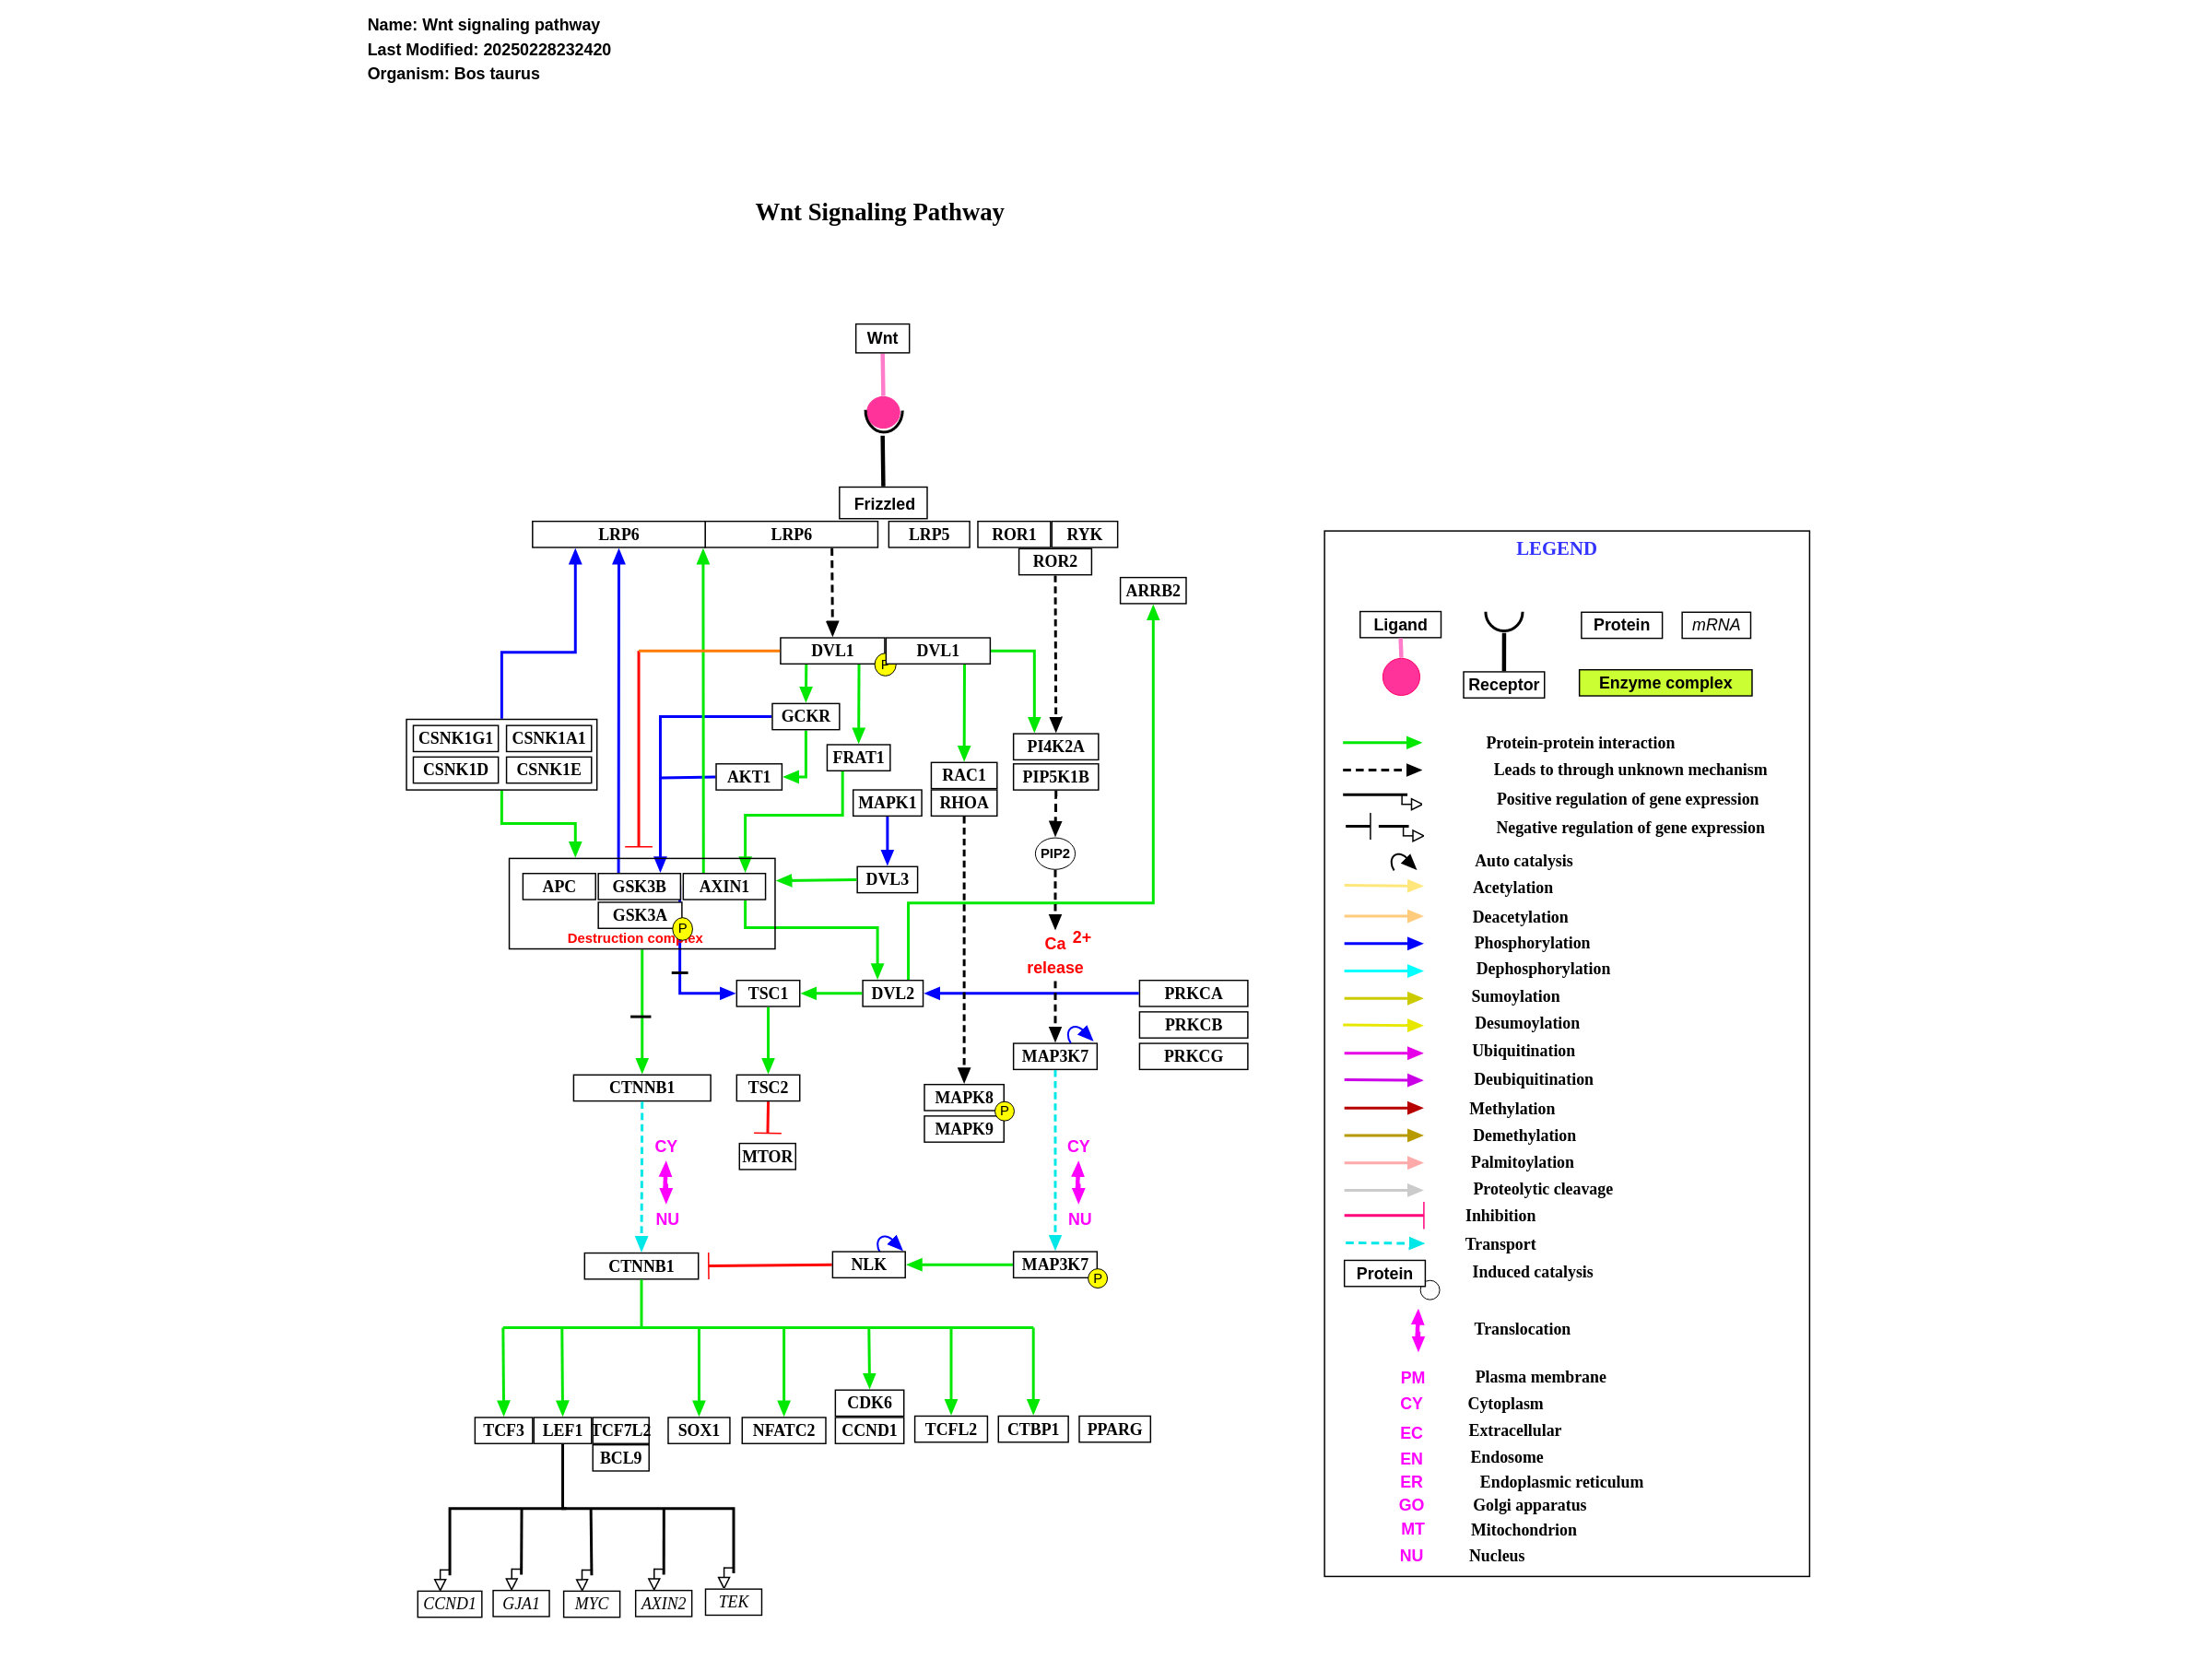 Name: Wnt signaling pathway
Last Modified: 20250228232420
Organism: Bos taurus
Wnt Signaling Pathway
Wnt
Frizzled
LRP6
LRP6
LRP5
ROR1
RYK
ROR2
ARRB2
DVL1
P
DVL1
GCKR
CSNK1G1
CSNK1A1
CSNK1D
CSNK1E
AKT1
FRAT1
PI4K2A
PIP5K1B
RAC1
RHOA
MAPK1
PIP2
APC
GSK3B
AXIN1
DVL3
GSK3A
P
Destruction complex
Ca 2+
release
TSC1
DVL2
PRKCA
PRKCB
PRKCG
MAP3K7
CTNNB1
TSC2
MAPK8
P
MAPK9
MTOR
CY
NU
CY
NU
CTNNB1
NLK
MAP3K7
P
TCF3
LEF1
TCF7L2
BCL9
SOX1
NFATC2
CDK6
CCND1
TCFL2
CTBP1
PPARG
CCND1
GJA1
MYC
AXIN2
TEK
LEGEND
Ligand
Receptor
Protein
mRNA
Enzyme complex
Protein-protein interaction
Leads to through unknown mechanism
Positive regulation of gene expression
Negative regulation of gene expression
Auto catalysis
Acetylation
Deacetylation
Phosphorylation
Dephosphorylation
Sumoylation
Desumoylation
Ubiquitination
Deubiquitination
Methylation
Demethylation
Palmitoylation
Proteolytic cleavage
Inhibition
Transport
Protein
Induced catalysis
Translocation
PM Plasma membrane
CY Cytoplasm
EC Extracellular
EN Endosome
ER Endoplasmic reticulum
GO Golgi apparatus
MT Mitochondrion
NU Nucleus